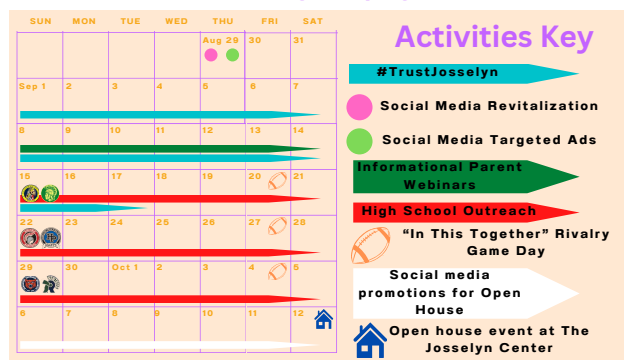 SUN MON TUE WED THU FRI SAT
Aug 29 30 31
Sep 1 2 3 4 5 6 7
8 9 10 11 12 13 14
15 16 17 18 19 20 21
22 23 24 25 26 27 28
29 30 Oct 1 2 3 4 5
6 7 8 9 10 11 12
Activities Key
#TrustJosselyn
Social Media Revitalization
Social Media Targeted Ads
Informational Parent
Webinars
High School Outreach
“In This Together” Rivalry
Game Day
Social media
promotions for Open
House
Open house event at The
Josselyn Center